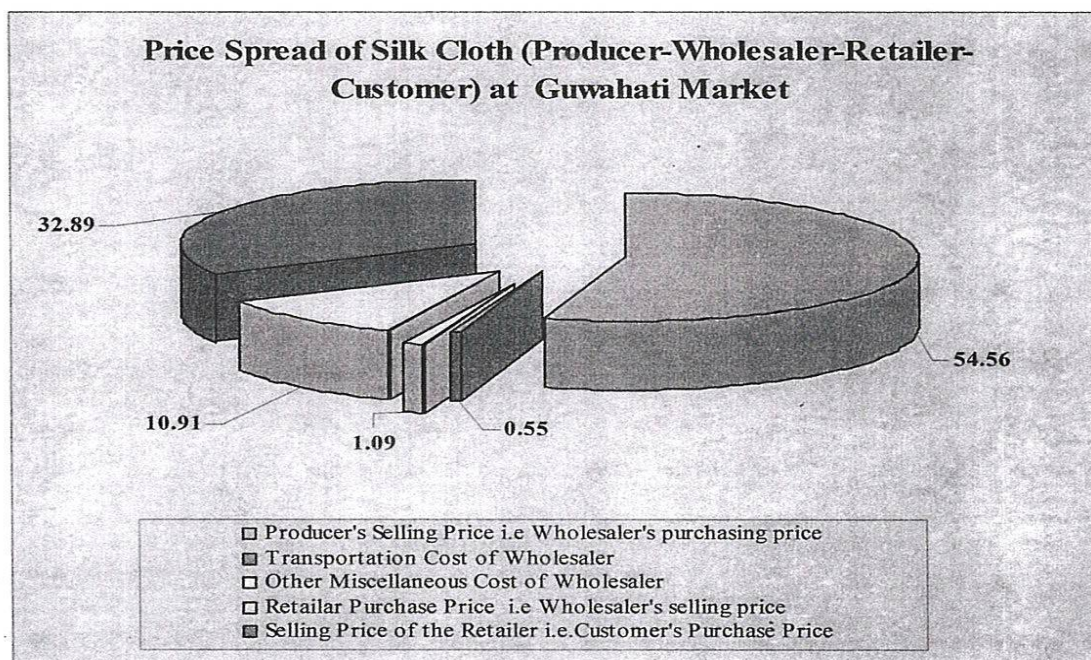 Price Spread of Silk Cloth (Producer-Wholesaler-Retailer-
Customer) at Guwahati Market
32.89
54.56
10.91
1.09
0.55
Producer's Selling Price i.e Wholesaler's purchasing price
Transportation Cost of Wholesaler
Other Miscellaneous Cost of Wholesaler
Retailar Purchase Price i.e Wholesaler's selling price
Selling Price of the Retailer i.e.Customer's Purchase Price